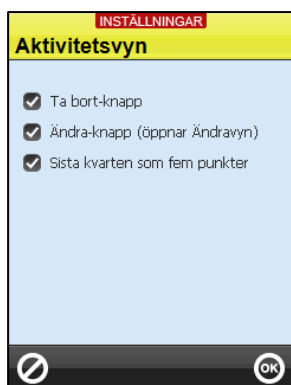 INSTÄLLNINGAR
Aktivitetsvyn
Ta bort-knapp
Ändra-knapp (öppnar Ändravyn)
Sista kvarten som fem punkter
OK